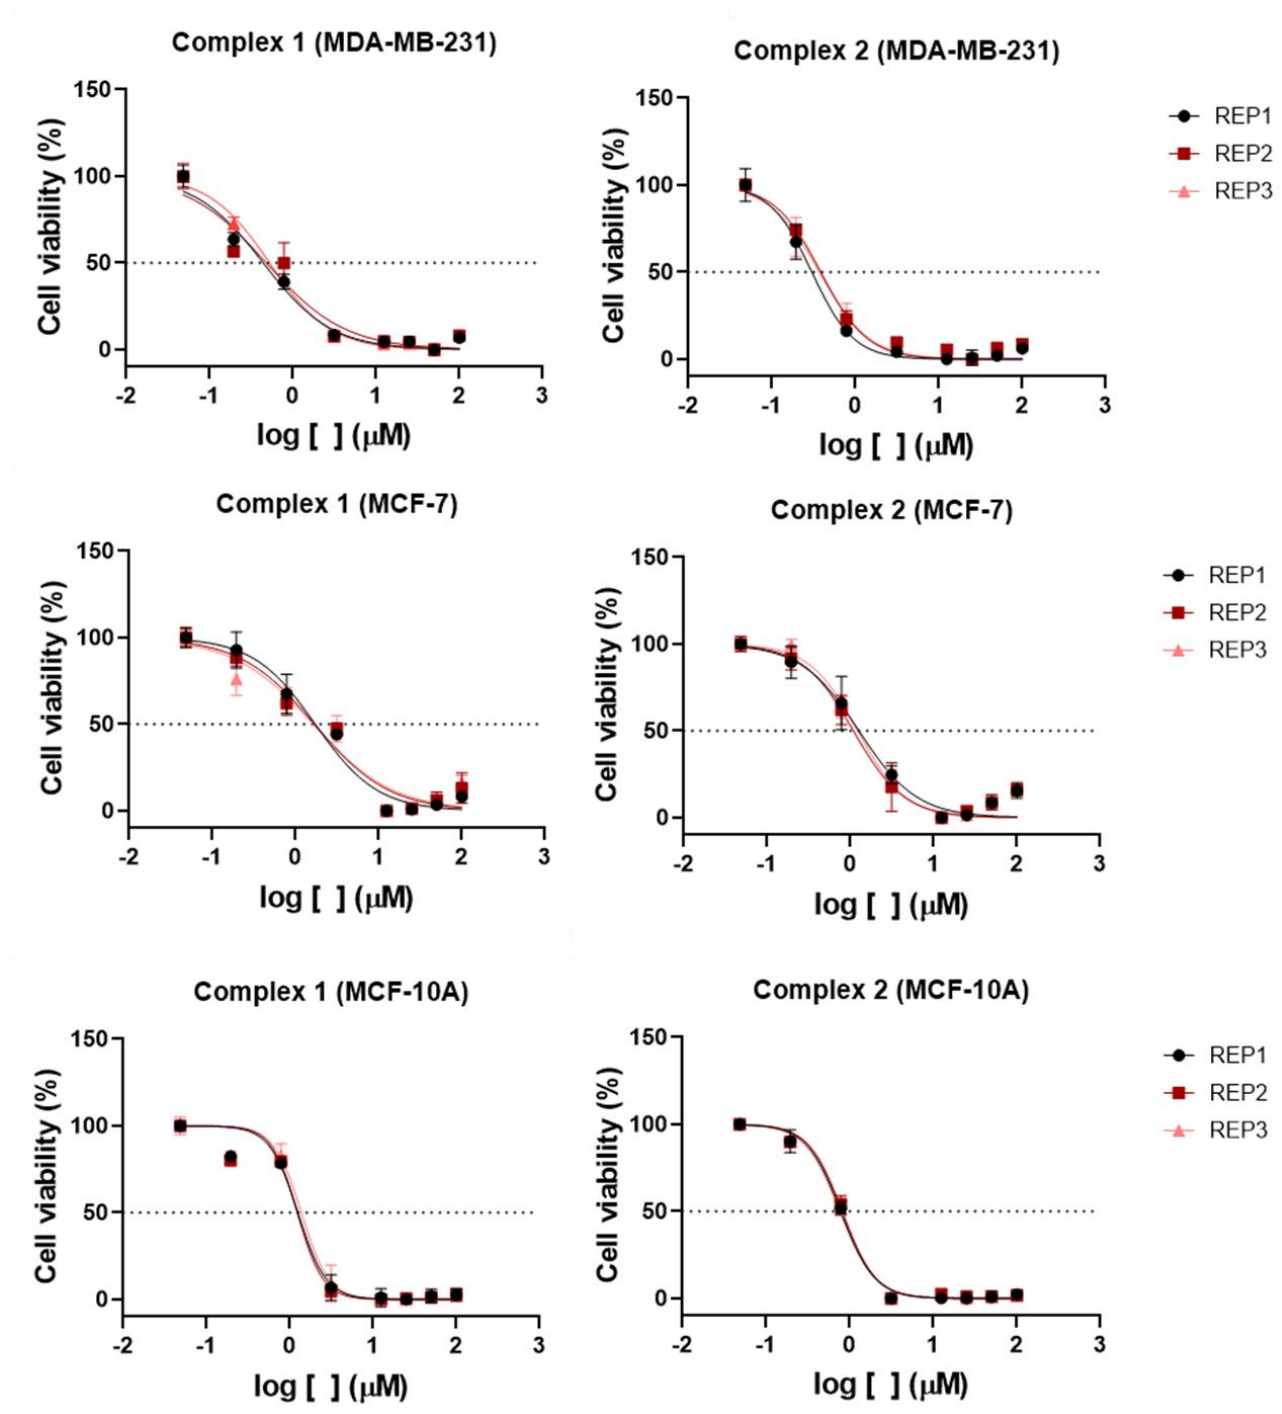 Complex 1 (MDA-MB-231)
150
100
50
0
Cell viability (%)
-2 -1 0 1 2 3
log [ ] (μM)
Complex 2 (MDA-MB-231)
150
100
50
0
Cell viability (%)
-2 -1 0 1 2 3
log [ ] (μM)
REP1
REP2
REP3
Complex 1 (MCF-7)
150
100
50
0
Cell viability (%)
-2 -1 0 1 2 3
log [ ] (μM)
Complex 2 (MCF-7)
150
100
50
0
Cell viability (%)
-2 -1 0 1 2 3
log [ ] (μM)
REP1
REP2
REP3
Complex 1 (MCF-10A)
150
100
50
0
Cell viability (%)
-2 -1 0 1 2 3
log [ ] (μM)
Complex 2 (MCF-10A)
150
100
50
0
Cell viability (%)
-2 -1 0 1 2 3
log [ ] (μM)
REP1
REP2
REP3